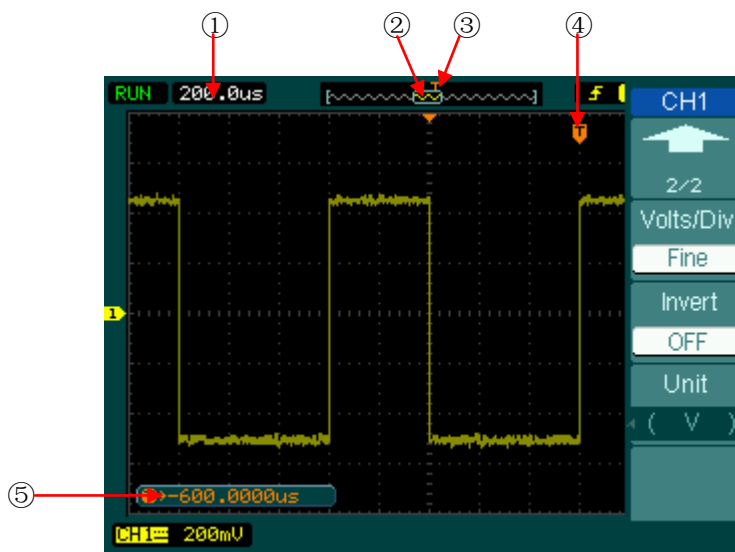 ① ② ③ ④
RUN 200.0us T CH1
T
2/2
Volts/Div
Fine
1
Invert
OFF
Unit
( V )
⑤ -600.0000us
CH1 200mV